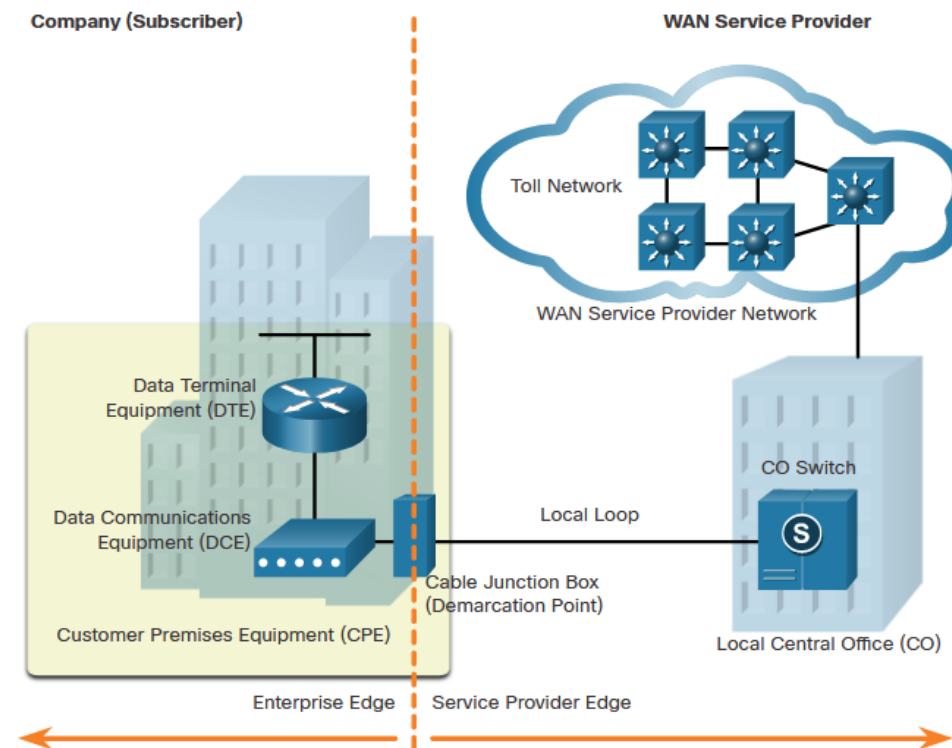 Company (Subscriber)
WAN Service Provider
Toll Network
WAN Service Provider Network
Data Terminal
Equipment (DTE)
CO Switch
S
Data Communications
Equipment (DCE)
Local Loop
Cable Junction Box
(Demarcation Point)
Customer Premises Equipment (CPE)
Local Central Office (CO)
Enterprise Edge
Service Provider Edge